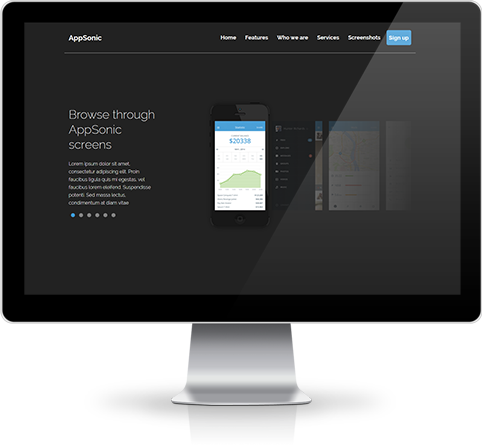 AppSonic
Home Features Who we are Services Screenshots Sign up
Browse through
AppSonic
screens
Lorem ipsum dolor sit amet,
consectetur adipiscing elit. Proin
faucibus ligula quis mi egestas, vel
faucibus lorem eleifend. Suspendisse
potenti. Sed massa lectus,
condimentum at diam vitae
$20338